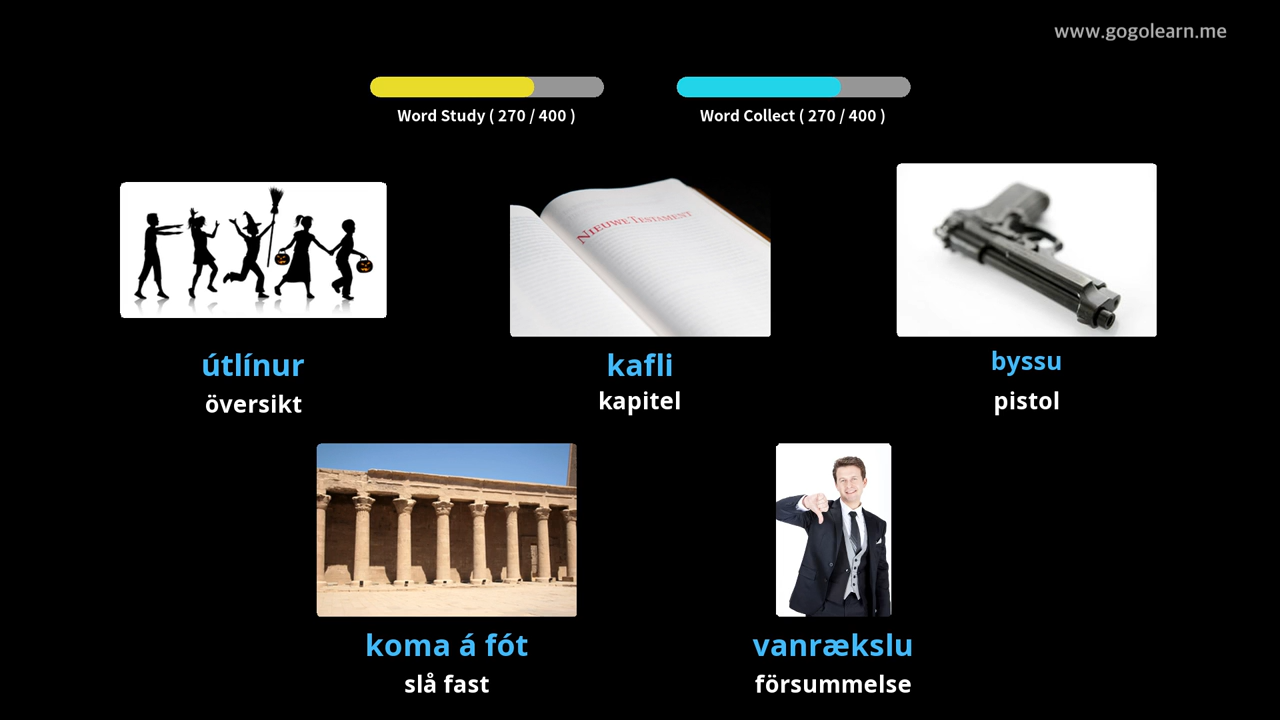 www.gogolearn.me
Word Study ( 270 / 400 )
Word Collect ( 270 / 400 )
NIEUWE TESTAMENT
útlínur
översikt
kafli
kapitel
byssu
pistol
koma á fót
slå fast
vanrækslu
försummelse